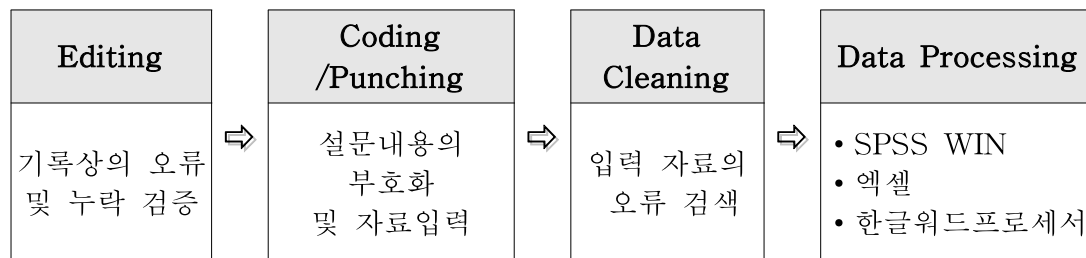 Editing
기록상의 오류
및 누락 검증
Coding
/Punching
설문내용의
부호화
및 자료입력
Data
Cleaning
입력 자료의
오류 검색
Data Processing
• SPSS WIN
• 엑셀
• 한글워드프로세서